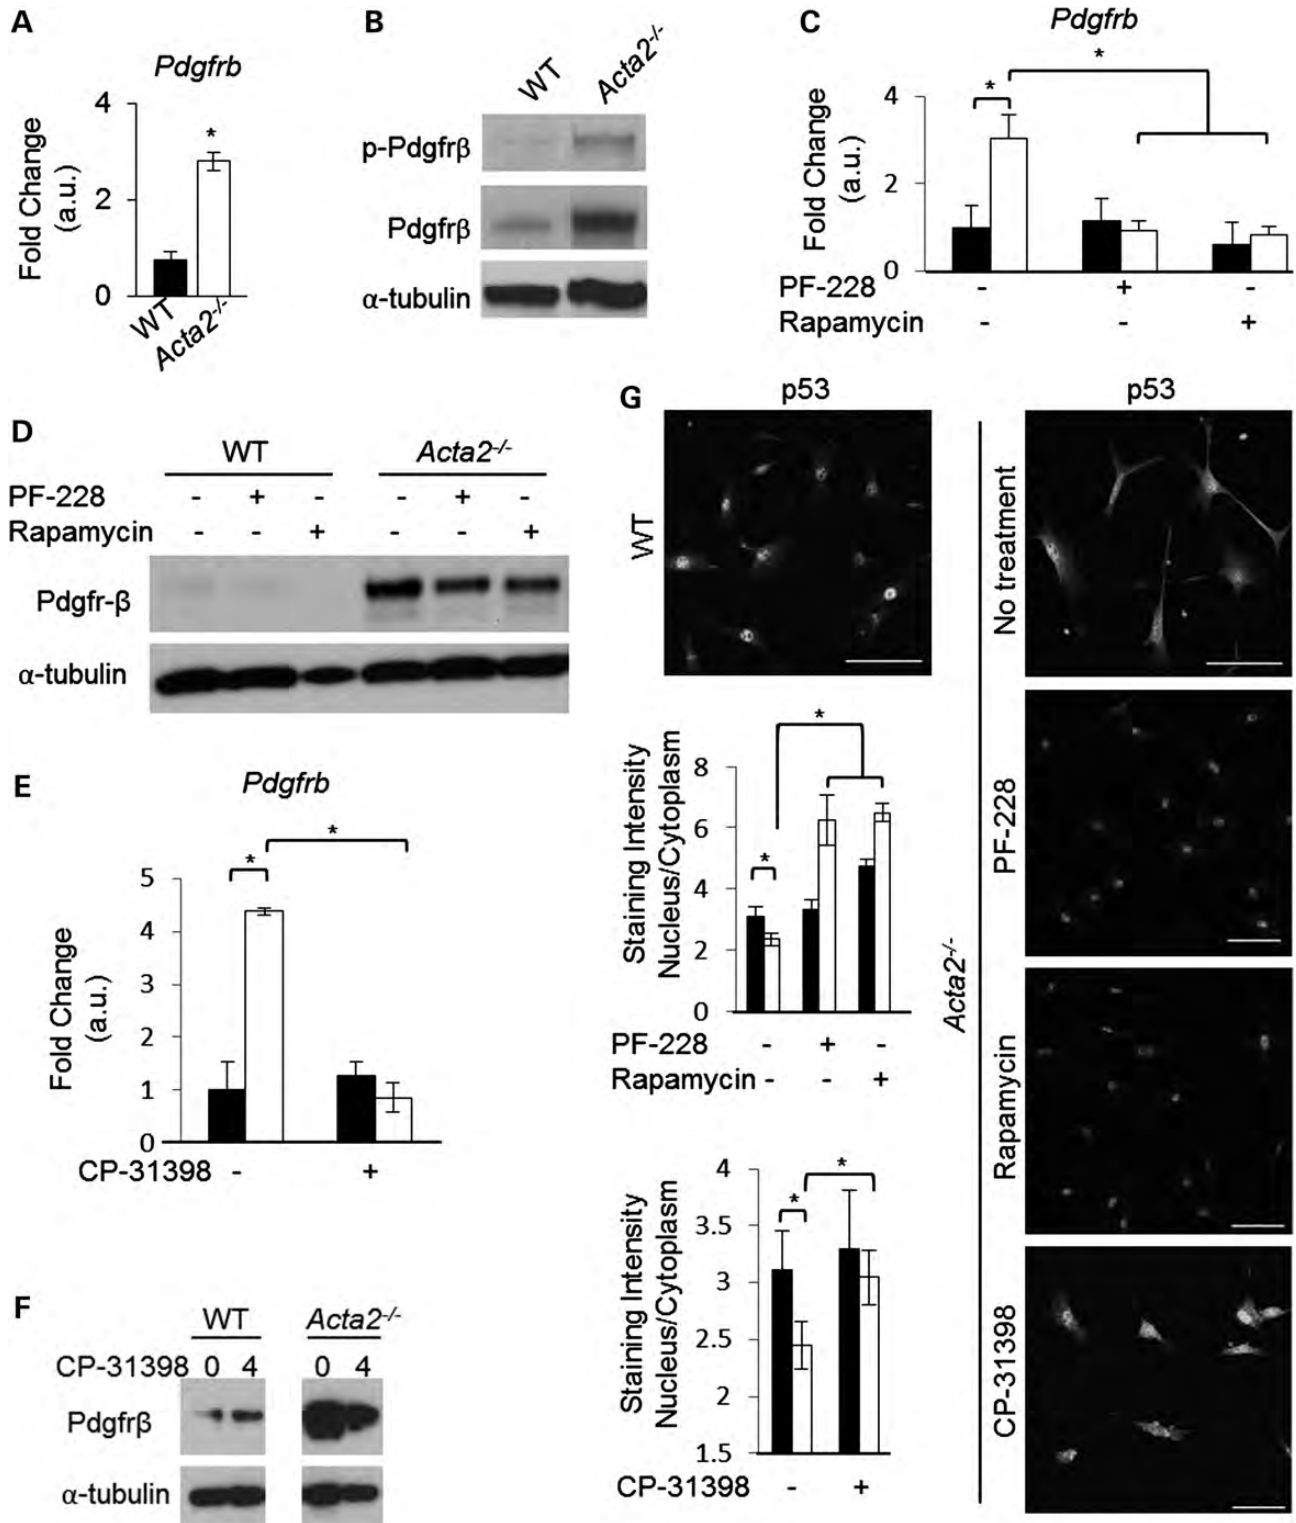 A
Pdgfrb
Fold Change
(a.u.)
4
2
0
*
WT
Acta2-/-
B
WT
Acta2-/-
p-Pdgfrβ
Pdgfrβ
α-tubulin
C
Pdgfrb
Fold Change
(a.u.)
4
2
0
*
*
PF-228 - + -
Rapamycin - - +
D
WT Acta2-/-
PF-228 - + - - + -
Rapamycin - - + - - +
Pdgfr-β
α-tubulin
E
Pdgfrb
Fold Change
(a.u.)
5
4
3
2
1
0
*
*
CP-31398 - +
F
WT Acta2-/-
CP-31398 0 4 0 4
Pdgfrβ
α-tubulin
G
p53
WT
p53
Acta2-/-
No treatment
PF-228
Rapamycin
CP-31398
Staining Intensity
Nucleus/Cytoplasm
8
6
4
2
0
*
*
PF-228 - + -
Rapamycin - - +
Staining Intensity
Nucleus/Cytoplasm
4
3.5
3
2.5
2
1.5
*
*
CP-31398 - +